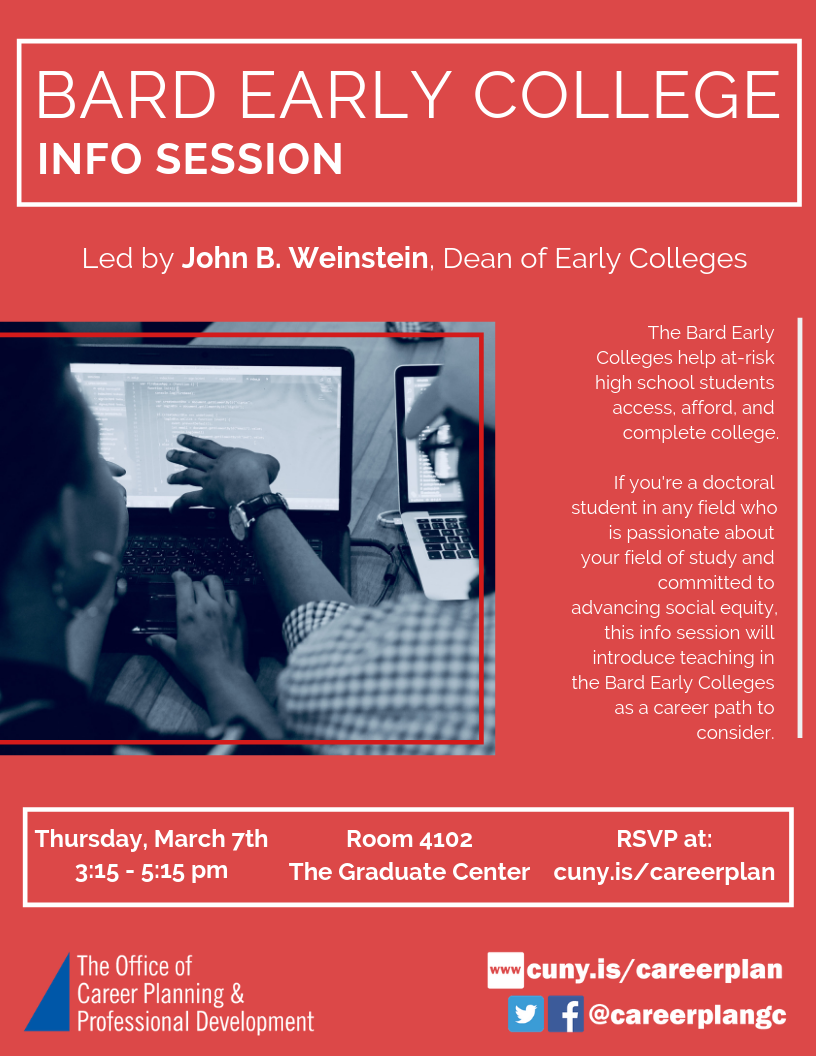 BARD EARLY COLLEGE
INFO SESSION
Led by John B. Weinstein, Dean of Early Colleges
The Bard Early
Colleges help at-risk
high school students
access, afford, and
complete college.
If you're a doctoral
student in any field who
is passionate about
your field of study and
committed to
advancing social equity,
this info session will
introduce teaching in
the Bard Early Colleges
as a career path to
consider.
Thursday, March 7th
3:15 - 5:15 pm
Room 4102
The Graduate Center
RSVP at:
cuny.is/careerplan
The Office of
Career Planning &
Professional Development
www cuny.is/careerplan
@careerplangc